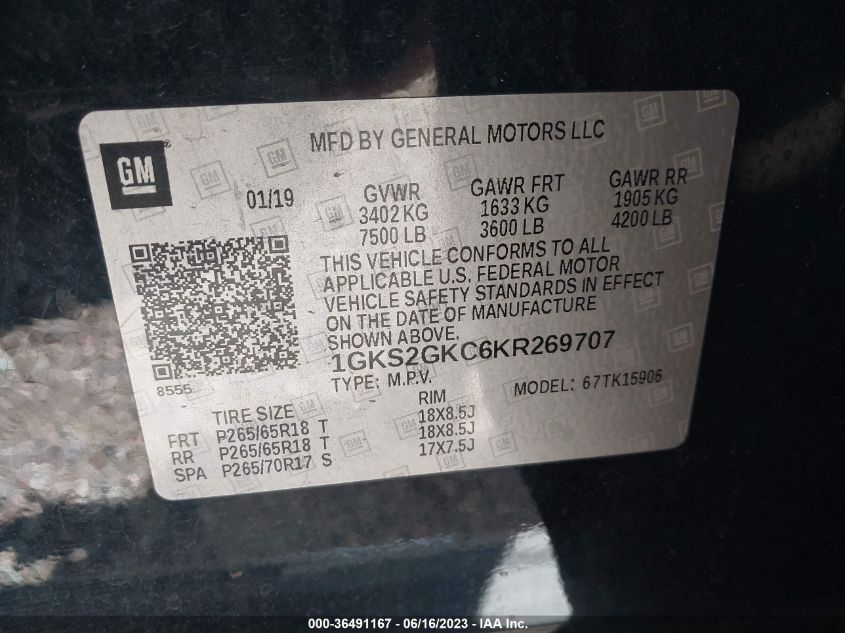 MFD BY GENERAL MOTORS LLC
GM
01/19
GVWR
3402 KG
7500 LB
GAWR FRT
1633 KG
3600 LB
GAWR RR
1905 KG
4200 LB
THIS VEHICLE CONFORMS TO ALL
APPLICABLE U.S. FEDERAL MOTOR
VEHICLE SAFETY STANDARDS IN EFFECT
ON THE DATE OF MANUFACTURE
SHOWN ABOVE.
1GKS2GKC6KR269707
8555
TYPE: M.P.V.
MODEL: 67TK15906
TIRE SIZE RIM
FRT P265/65R18 T 18X8.5J
RR P265/65R18 T 18X8.5J
SPA P265/70R17 S 17X7.5J
000-36491167 - 06/16/2023 - IAA Inc.